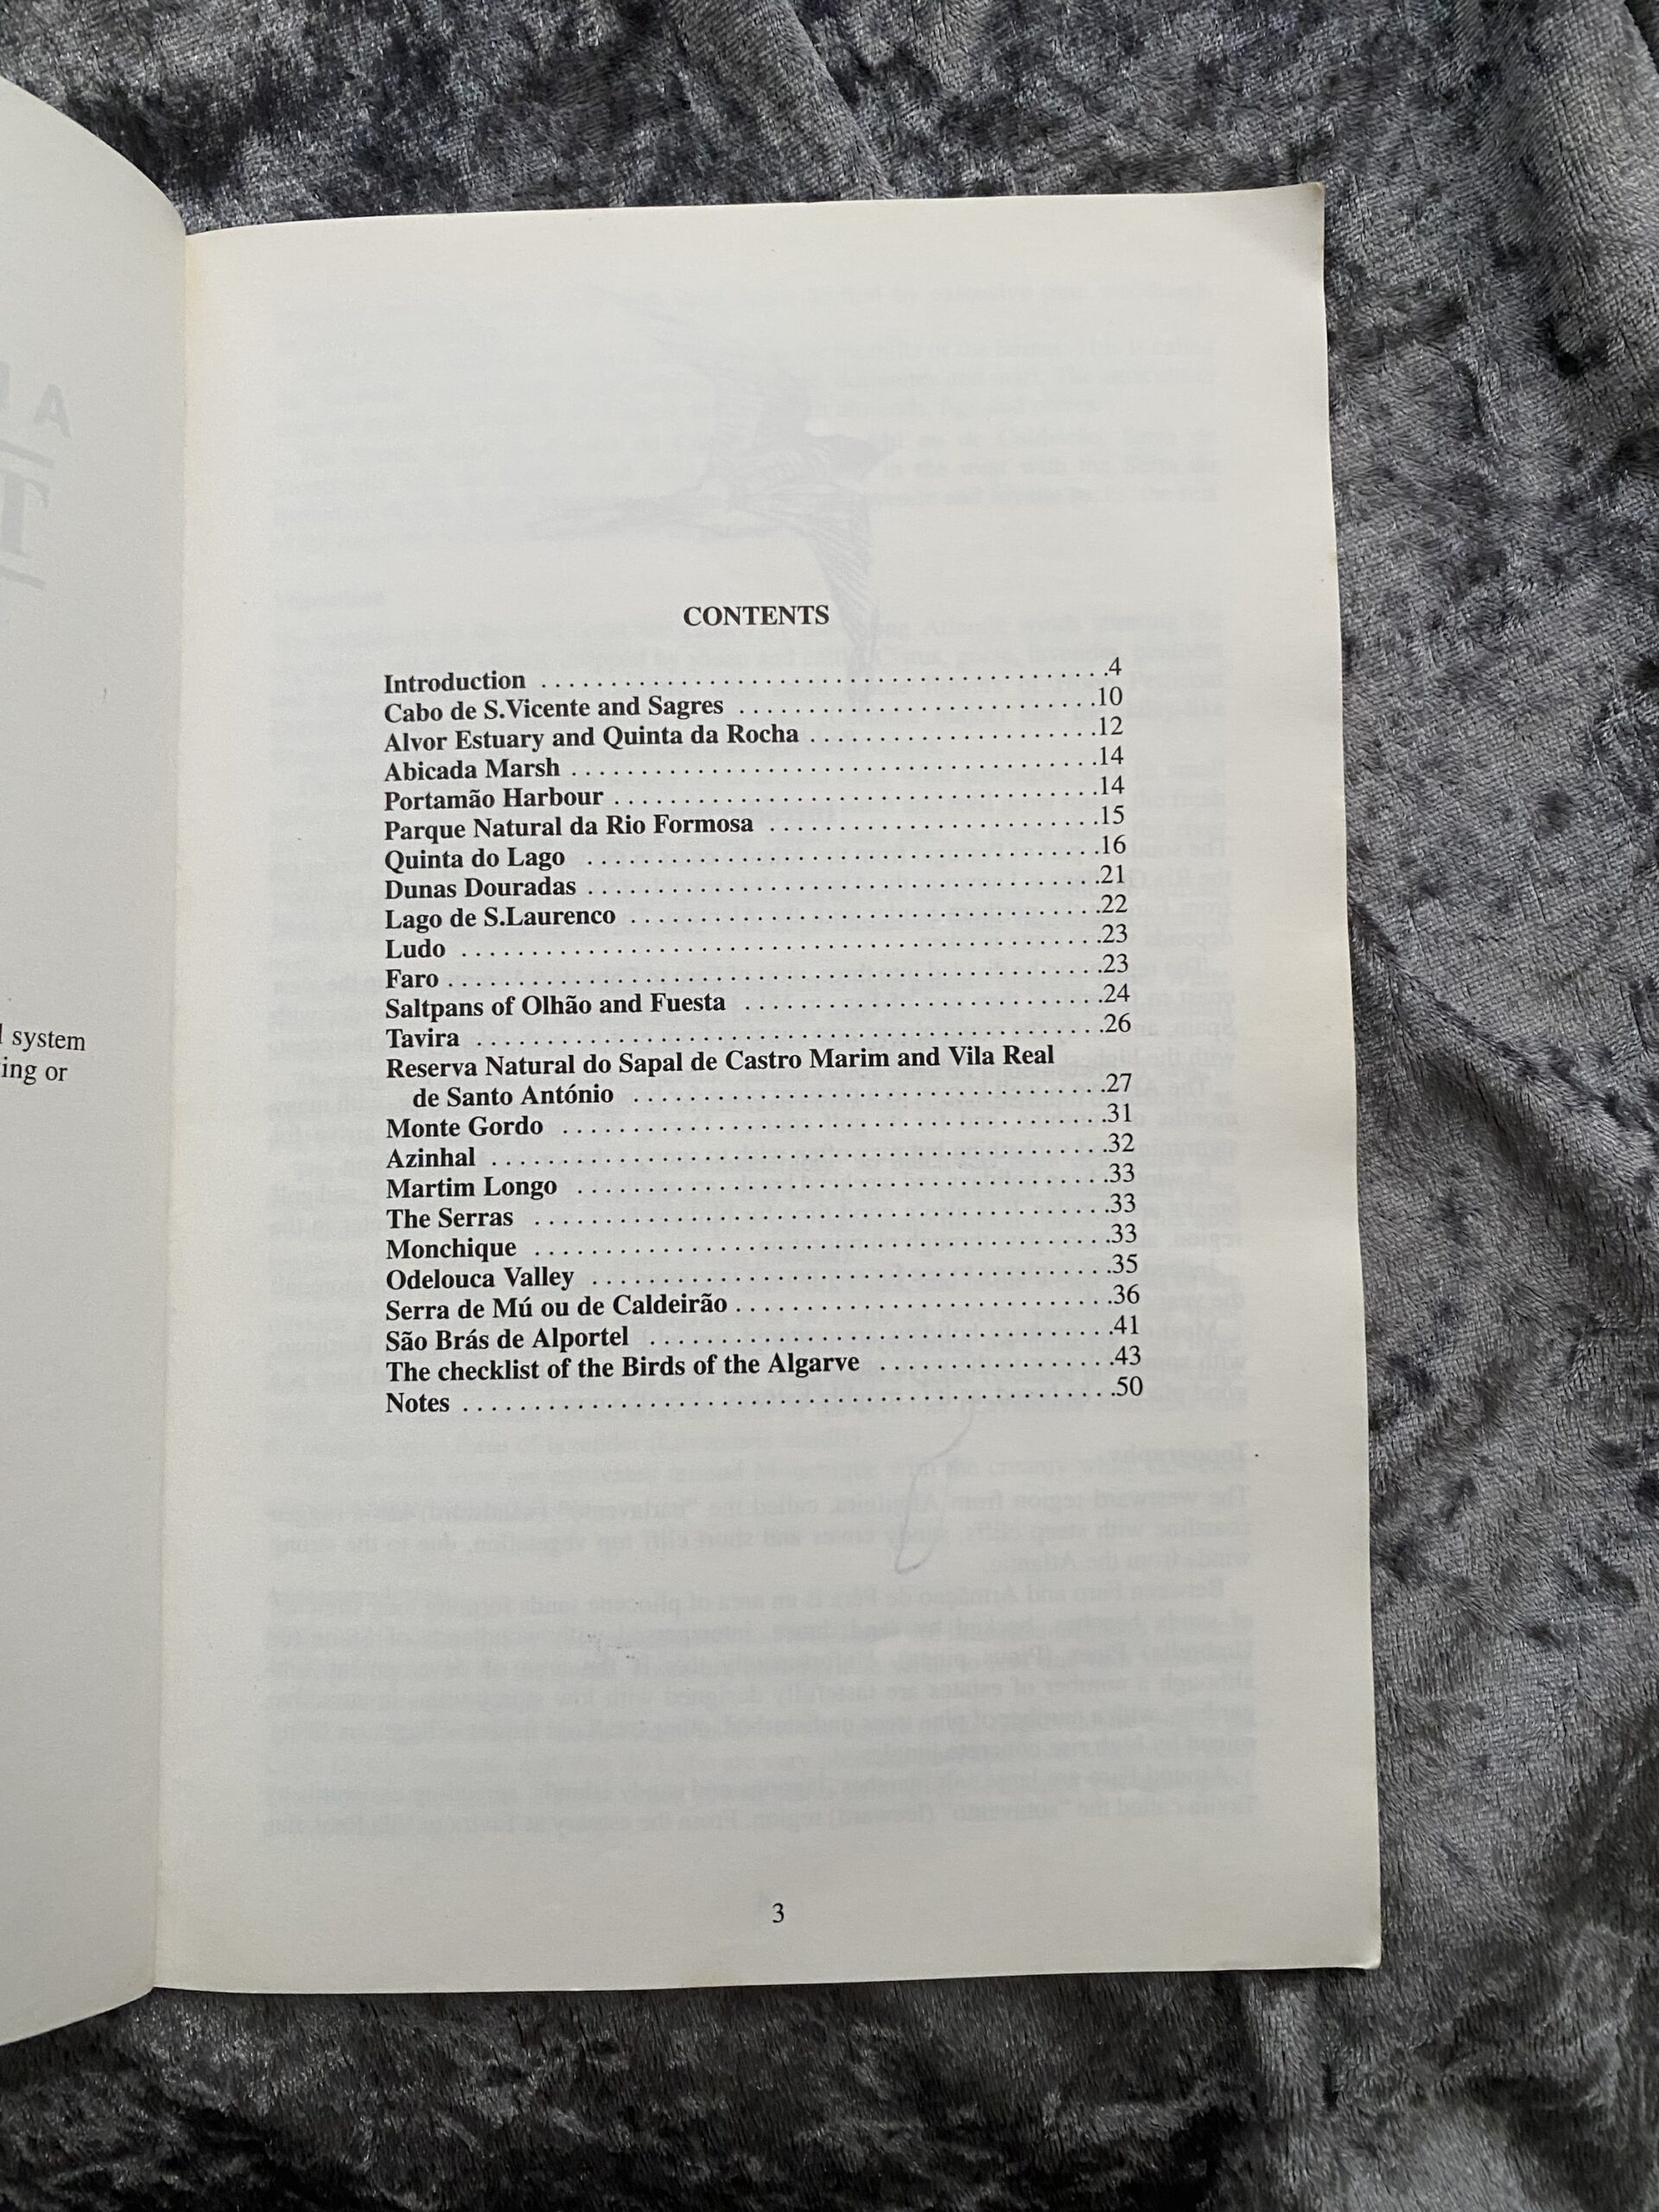 l system
ing or
CONTENTS
Introduction . . . . . . . . . . . . . . . . . . . . . . . . . . . . . . . . . . . . . . . . .4
Cabo de S.Vicente and Sagres . . . . . . . . . . . . . . . . . . . . . . . . . .10
Alvor Estuary and Quinta da Rocha . . . . . . . . . . . . . . . . . . . . .12
Abicada Marsh . . . . . . . . . . . . . . . . . . . . . . . . . . . . . . . . . . . . . .14
Portamão Harbour . . . . . . . . . . . . . . . . . . . . . . . . . . . . . . . . . . .14
Parque Natural da Rio Formosa . . . . . . . . . . . . . . . . . . . . . . . .15
Quinta do Lago . . . . . . . . . . . . . . . . . . . . . . . . . . . . . . . . . . . . .16
Dunas Douradas . . . . . . . . . . . . . . . . . . . . . . . . . . . . . . . . . . . . .21
Lago de S.Laurenco . . . . . . . . . . . . . . . . . . . . . . . . . . . . . . . . . .22
Ludo . . . . . . . . . . . . . . . . . . . . . . . . . . . . . . . . . . . . . . . . . . . . . .23
Faro . . . . . . . . . . . . . . . . . . . . . . . . . . . . . . . . . . . . . . . . . . . . . . .23
Saltpans of Olhão and Fuesta . . . . . . . . . . . . . . . . . . . . . . . . . .24
Tavira . . . . . . . . . . . . . . . . . . . . . . . . . . . . . . . . . . . . . . . . . . . . .26
Reserva Natural do Sapal de Castro Marim and Vila Real
de Santo António . . . . . . . . . . . . . . . . . . . . . . . . . . . . . . . . . .27
Monte Gordo . . . . . . . . . . . . . . . . . . . . . . . . . . . . . . . . . . . . . . .31
Azinhal . . . . . . . . . . . . . . . . . . . . . . . . . . . . . . . . . . . . . . . . . . . .32
Martim Longo . . . . . . . . . . . . . . . . . . . . . . . . . . . . . . . . . . . . . .33
The Serras . . . . . . . . . . . . . . . . . . . . . . . . . . . . . . . . . . . . . . . . .33
Monchique . . . . . . . . . . . . . . . . . . . . . . . . . . . . . . . . . . . . . . . . .33
Odelouca Valley . . . . . . . . . . . . . . . . . . . . . . . . . . . . . . . . . . . . .35
Serra de Mú ou de Caldeirão . . . . . . . . . . . . . . . . . . . . . . . . . . .36
São Brás de Alportel . . . . . . . . . . . . . . . . . . . . . . . . . . . . . . . . .41
The checklist of the Birds of the Algarve . . . . . . . . . . . . . . . . .43
Notes . . . . . . . . . . . . . . . . . . . . . . . . . . . . . . . . . . . . . . . . . . . . . .50
3